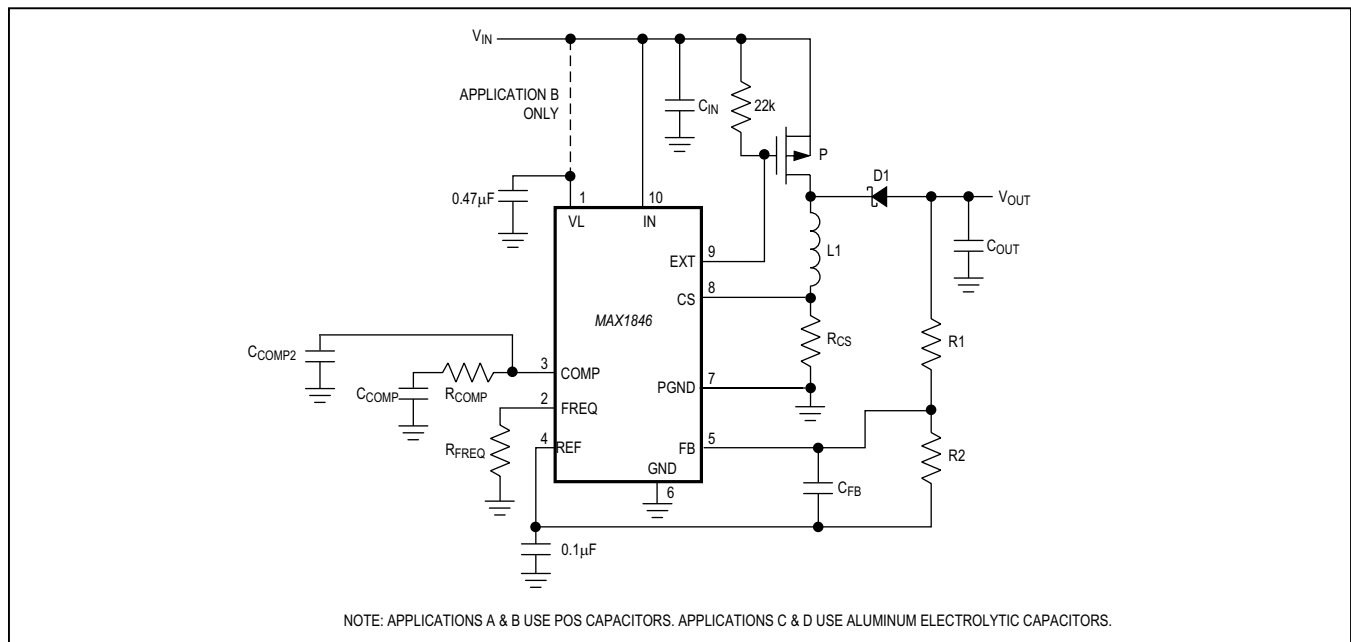 VIN
APPLICATION B
ONLY
CIN
22k
P
D1
VOUT
0.47μF
1
10
VL
IN
COUT
L1
EXT
9
CS
8
MAX1846
CCOMP2
RCS
R1
3
COMP
CCOMP
RCOMP
PGND
7
2
FREQ
4
REF
FB
5
RFREQ
GND
6
R2
CFB
0.1μF
NOTE: APPLICATIONS A & B USE POS CAPACITORS. APPLICATIONS C & D USE ALUMINUM ELECTROLYTIC CAPACITORS.